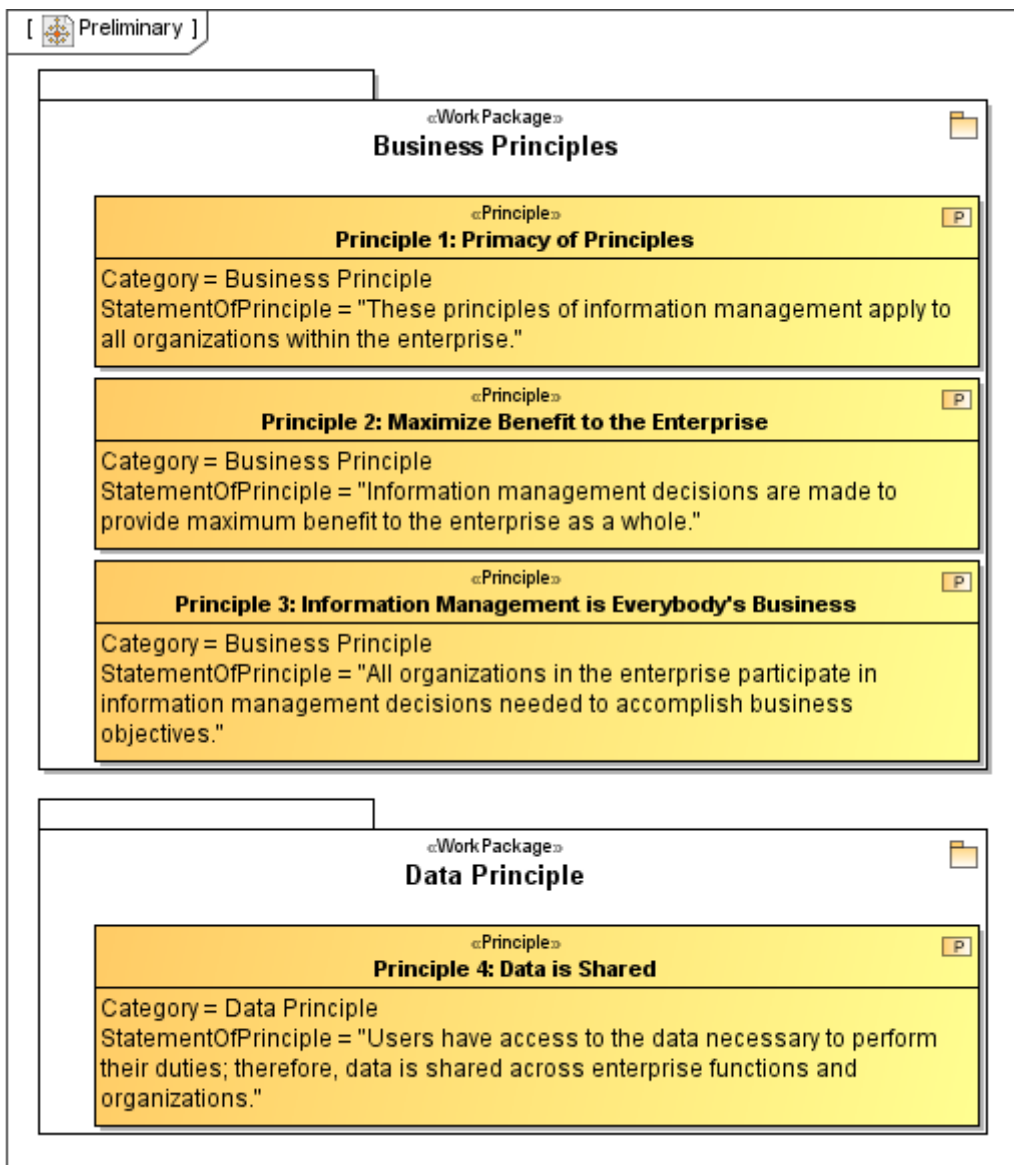 [ Preliminary ]
«WorkPackage»
Business Principles
«Principle»
P
Principle 1: Primacy of Principles
Category = Business Principle
StatementOfPrinciple = "These principles of information management apply to
all organizations within the enterprise."
«Principle»
P
Principle 2: Maximize Benefit to the Enterprise
Category = Business Principle
StatementOfPrinciple = "Information management decisions are made to
provide maximum benefit to the enterprise as a whole."
«Principle»
P
Principle 3: Information Management is Everybody's Business
Category = Business Principle
StatementOfPrinciple = "All organizations in the enterprise participate in
information management decisions needed to accomplish business
objectives."
«WorkPackage»
Data Principle
«Principle»
P
Principle 4: Data is Shared
Category = Data Principle
StatementOfPrinciple = "Users have access to the data necessary to perform
their duties; therefore, data is shared across enterprise functions and
organizations."